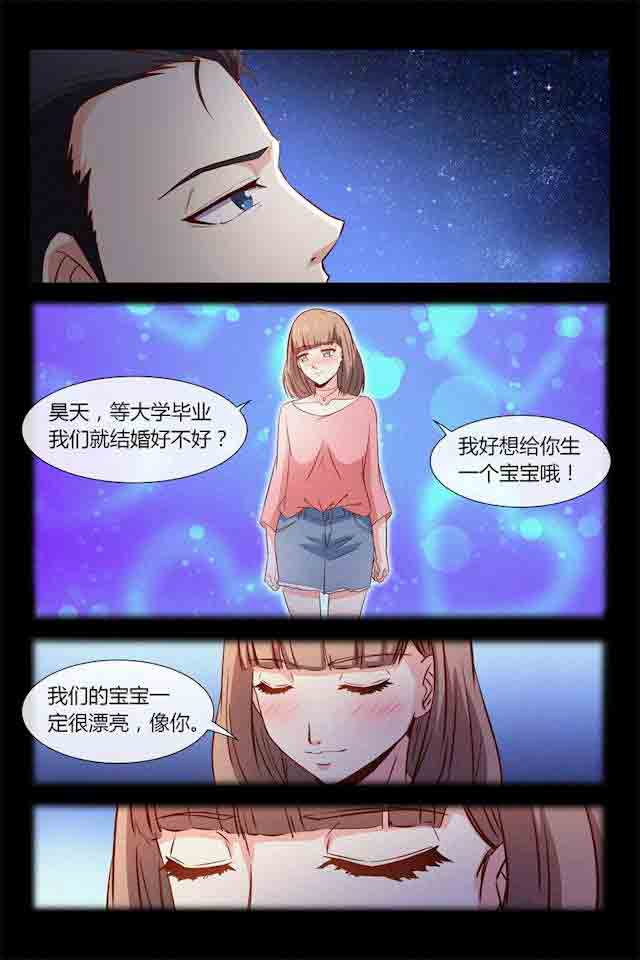 昊天，等大学毕业
我们就结婚好不好？
我好想给你生
一个宝宝哦！
我们的宝宝一
定很漂亮，像你。